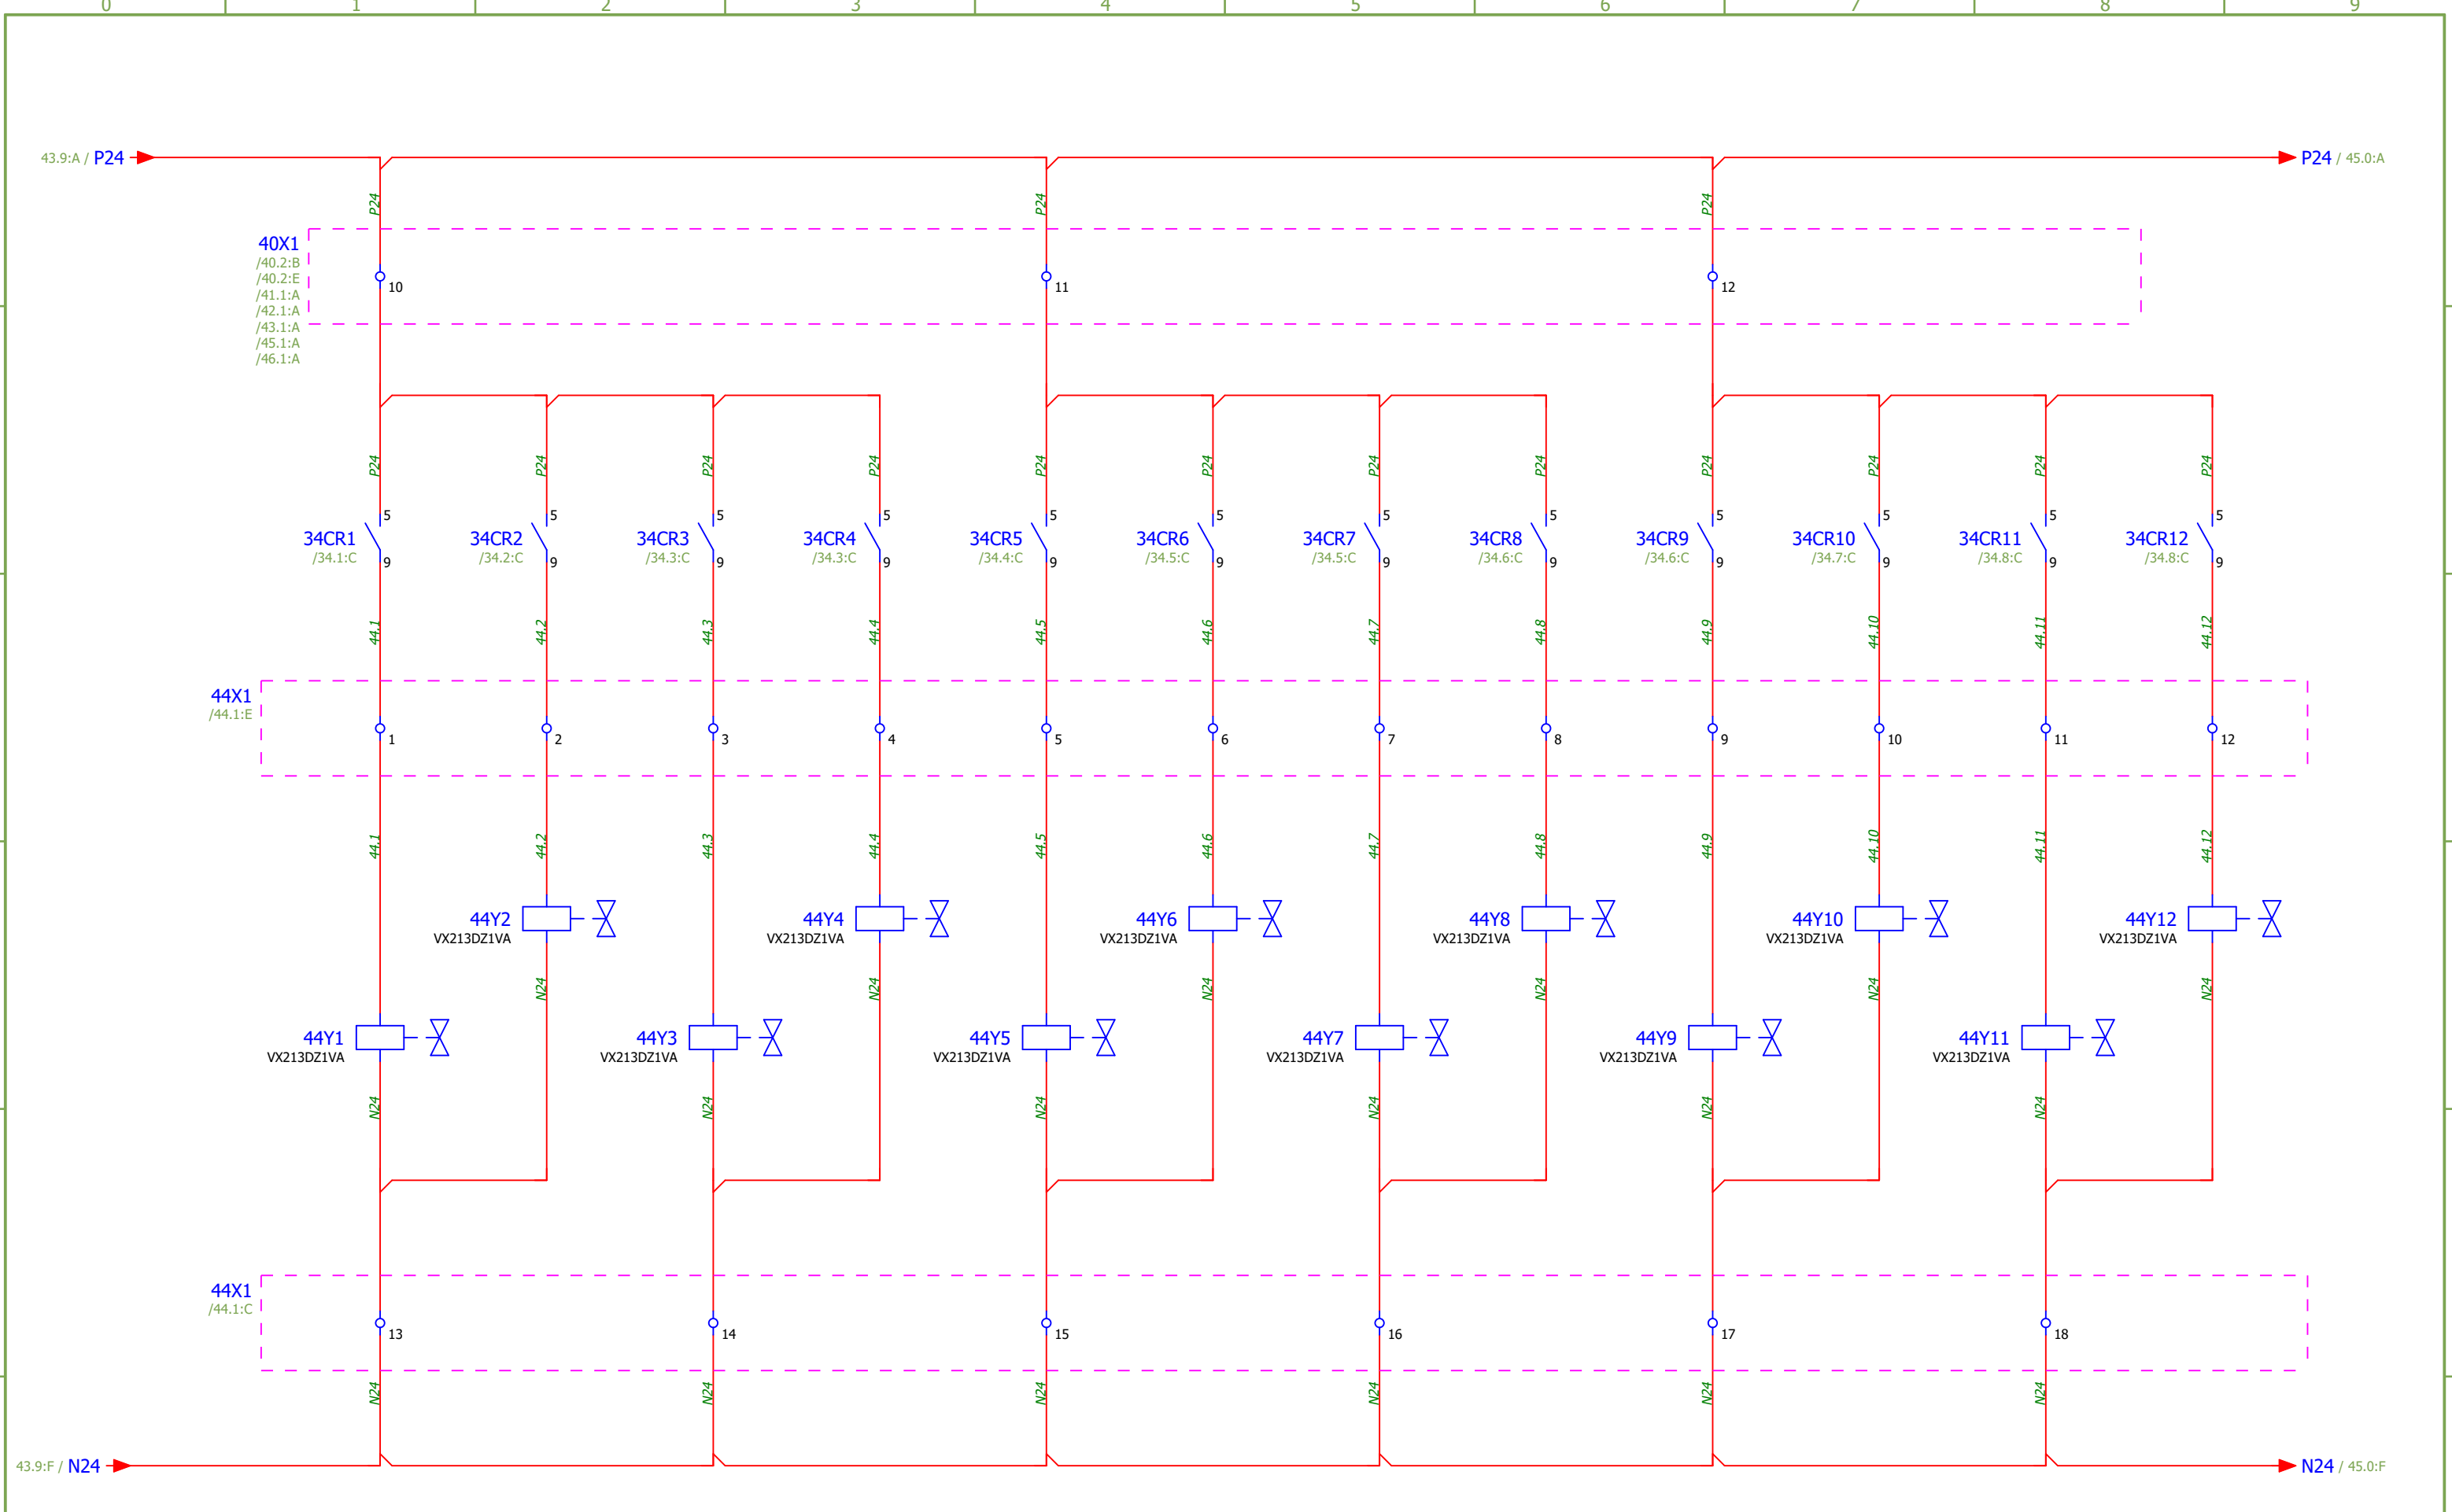 0 1 2 3 4 5 6 7 8 9
43.9:A / P24
P24 / 45.0:A
P24 P24 P24
40X1
/40.2:B
/40.2:E
/41.1:A
/42.1:A
/43.1:A
/45.1:A
/46.1:A
10 11 12
P24 P24 P24 P24 P24 P24 P24 P24 P24 P24 P24 P24
5 5 5 5 5 5 5 5 5 5 5 5
34CR1 34CR2 34CR3 34CR4 34CR5 34CR6 34CR7 34CR8 34CR9 34CR10 34CR11 34CR12
/34.1:C /34.2:C /34.3:C /34.3:C /34.4:C /34.5:C /34.5:C /34.6:C /34.6:C /34.7:C /34.8:C /34.8:C
9 9 9 9 9 9 9 9 9 9 9 9
44.1 44.2 44.3 44.4 44.5 44.6 44.7 44.8 44.9 44.10 44.11 44.12
44X1
/44.1:E
1 2 3 4 5 6 7 8 9 10 11 12
44.1 44.2 44.3 44.4 44.5 44.6 44.7 44.8 44.9 44.10 44.11 44.12
44Y2 44Y4 44Y6 44Y8 44Y10 44Y12
VX213DZ1VA VX213DZ1VA VX213DZ1VA VX213DZ1VA VX213DZ1VA VX213DZ1VA
N24 N24 N24 N24 N24 N24
44Y1 44Y3 44Y5 44Y7 44Y9 44Y11
VX213DZ1VA VX213DZ1VA VX213DZ1VA VX213DZ1VA VX213DZ1VA VX213DZ1VA
N24 N24 N24 N24 N24 N24
44X1
/44.1:C
13 14 15 16 17 18
N24 N24 N24 N24 N24 N24
43.9:F / N24
N24 / 45.0:F